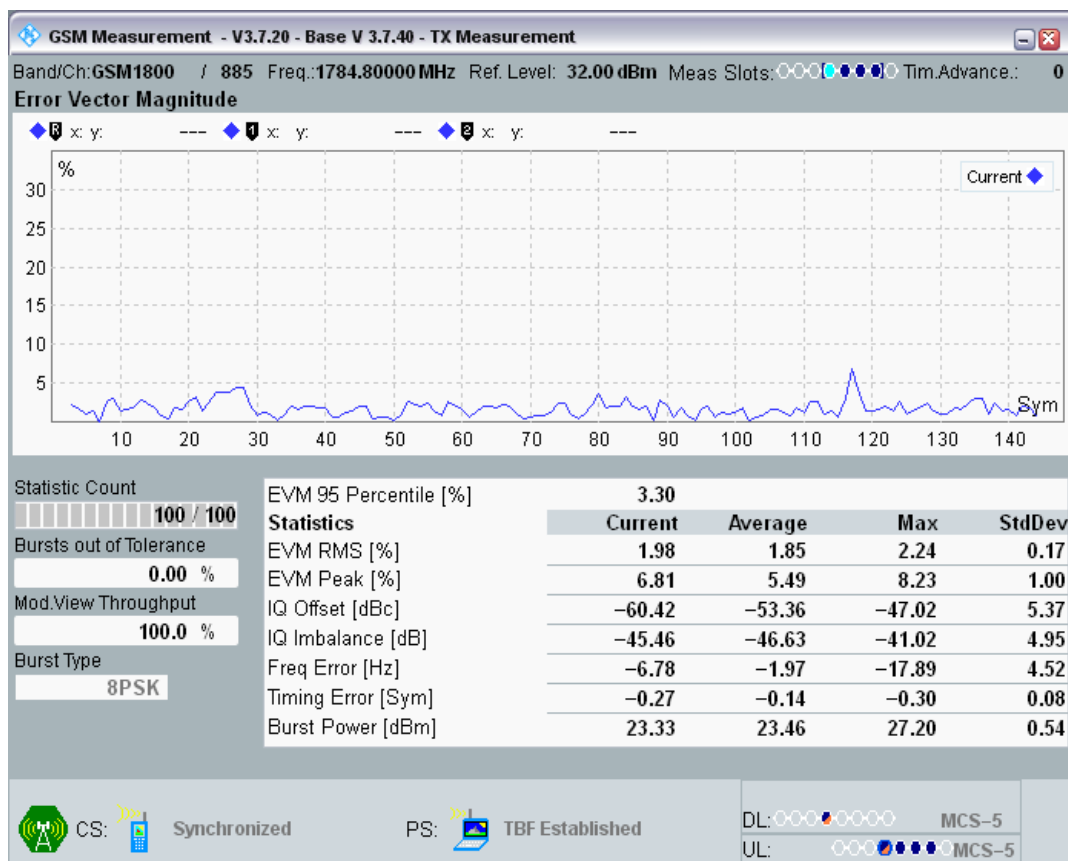 GSM Measurement - V3.7.20 - Base V 3.7.40 - TX Measurement
Band/Ch:GSM1800 / 885 Freq.:1784.80000 MHz Ref. Level: 32.00 dBm Meas Slots: Tim.Advance.: 0
Error Vector Magnitude
R x: y: --- 1 x: y: --- 2 x: y: ---
%
Current
30
25
20
15
10
5
Sym
10 20 30 40 50 60 70 80 90 100 110 120 130 140
Statistic Count
100 / 100
Bursts out of Tolerance
0.00 %
Mod.View Throughput
100.0 %
Burst Type
8PSK
EVM 95 Percentile [%] 3.30
Statistics Current Average Max StdDev
EVM RMS [%] 1.98 1.85 2.24 0.17
EVM Peak [%] 6.81 5.49 8.23 1.00
IQ Offset [dBc] −60.42 −53.36 −47.02 5.37
IQ Imbalance [dB] −45.46 −46.63 −41.02 4.95
Freq Error [Hz] −6.78 −1.97 −17.89 4.52
Timing Error [Sym] −0.27 −0.14 −0.30 0.08
Burst Power [dBm] 23.33 23.46 27.20 0.54
CS: Synchronized PS: TBF Established
DL: MCS−5
UL: MCS−5